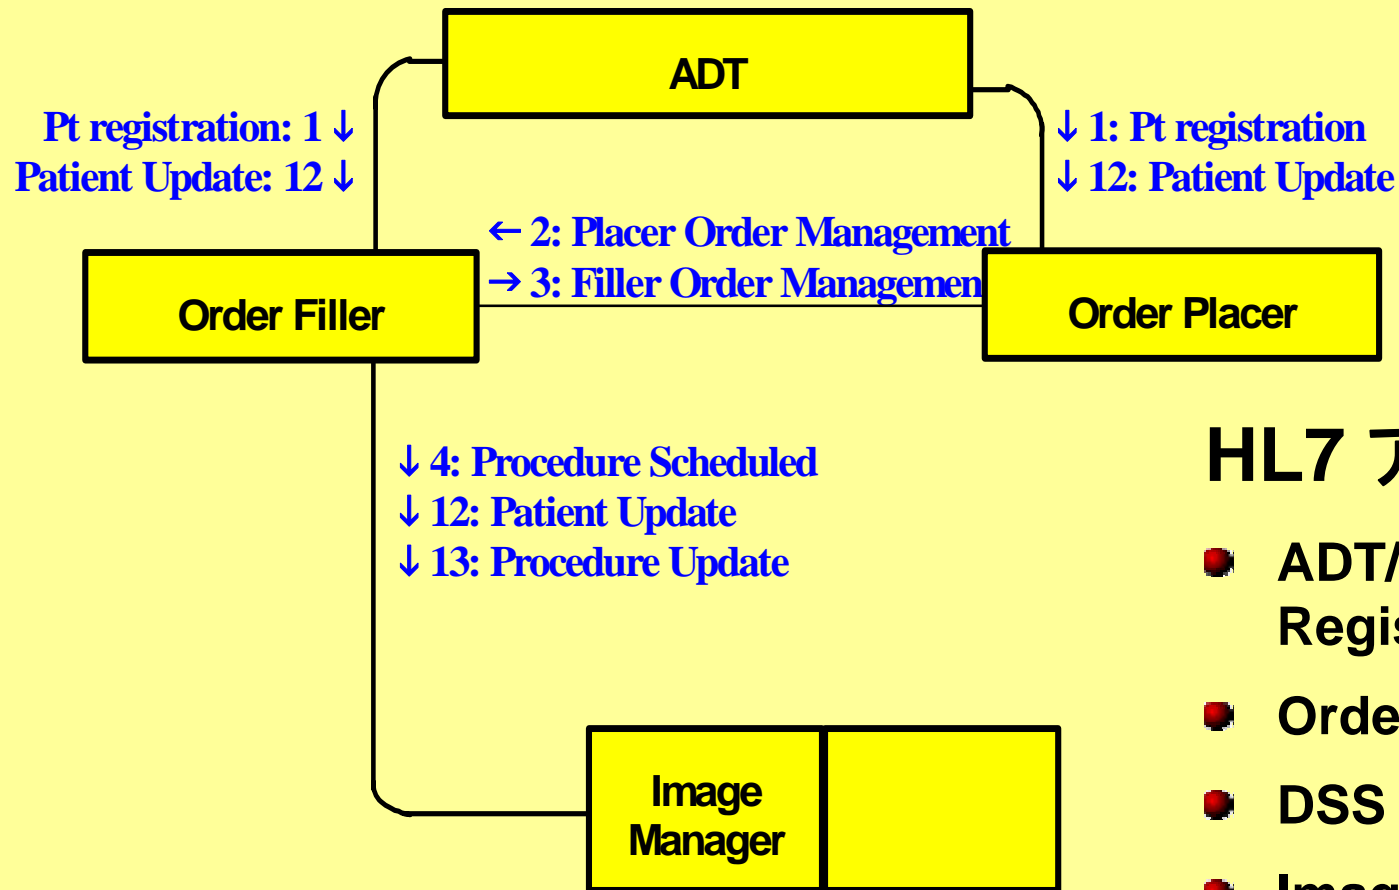 ADT
Pt registration: 1 ↓
Patient Update: 12 ↓
↓ 1: Pt registration
↓ 12: Patient Update
← 2: Placer Order Management
→ 3: Filler Order Managemen
Order Filler
Order Placer
↓ 4: Procedure Scheduled
↓ 12: Patient Update
↓ 13: Procedure Update
HL7 ア
ADT/
Regis
Orde
DSS
Image
Manager